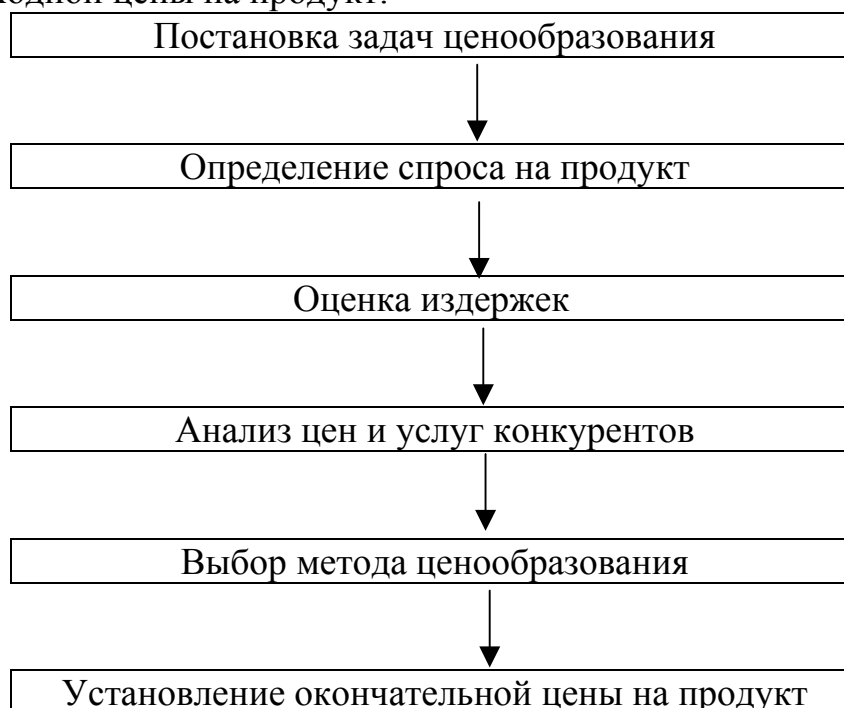 цены на продукт.
Постановка задач ценообразования
Определение спроса на продукт
Оценка издержек
Анализ цен и услуг конкурентов
Выбор метода ценообразования
Установление окончательной цены на продукт